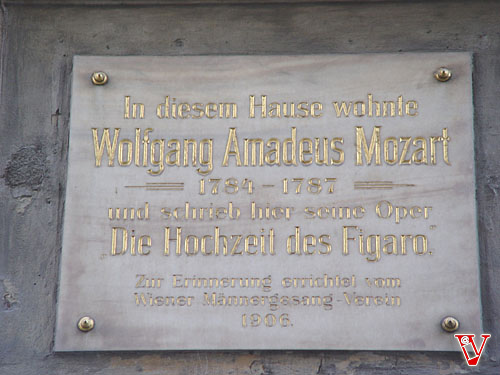 In diesem Hause wohnte
Wolfgang Amadeus Mozart
1784 – 1787
und schrieb hier seine Oper
„Die Hochzeit des Figaro.“
Zur Erinnerung errichtet vom
Wiener Männergesang-Verein
1906.
V